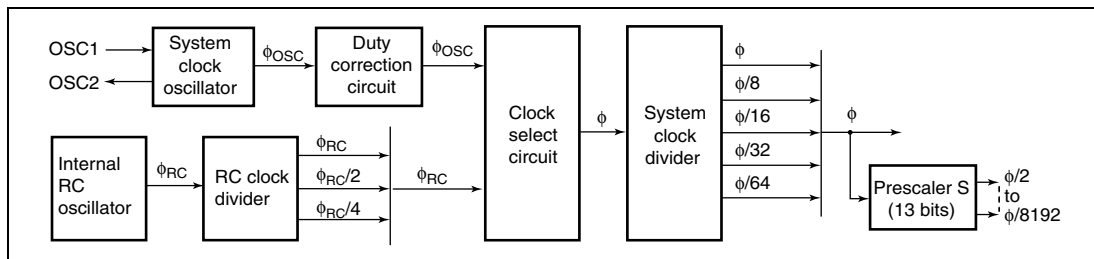 OSC1
OSC2
System
clock
oscillator
ϕOSC
Duty
correction
circuit
ϕOSC
Internal
RC
oscillator
ϕRC
RC clock
divider
ϕRC
ϕRC/2
ϕRC/4
ϕRC
Clock
select
circuit
ϕ
System
clock
divider
ϕ
ϕ/8
ϕ/16
ϕ/32
ϕ/64
ϕ
Prescaler S
(13 bits)
ϕ/2
to
ϕ/8192